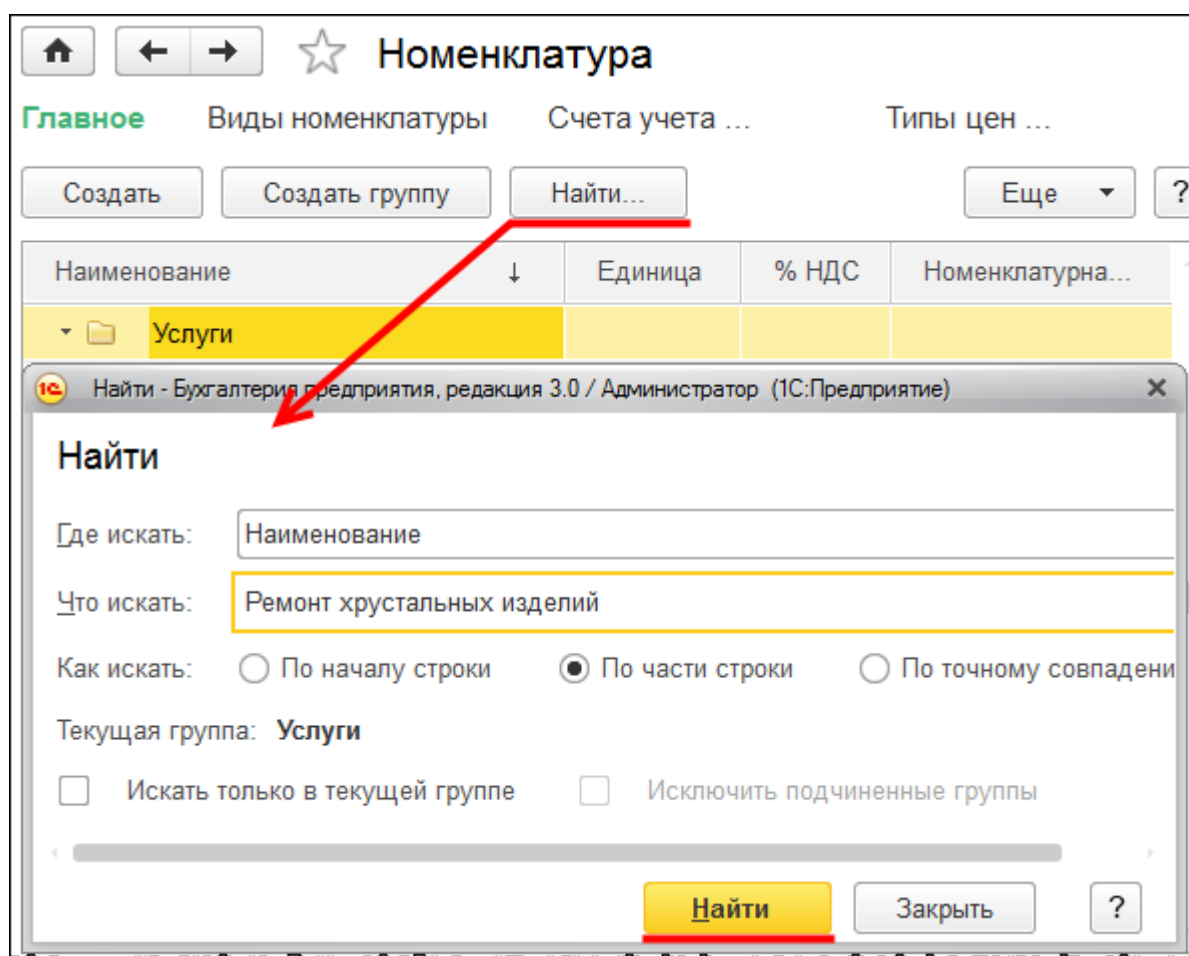 Номенклатура
Главное Виды номенклатуры Счета учета ... Типы цен ...
Создать Создать группу Найти... Еще ?
Наименование ↓ Единица % НДС Номенклатурна...
Услуги
1С Найти - Бухгалтерия предприятия, редакция 3.0 / Администратор (1С:Предприятие)
Найти
Где искать: Наименование
Что искать: Ремонт хрустальных изделий
Как искать: По началу строки По части строки По точному совпадени
Текущая группа: Услуги
Искать только в текущей группе Исключить подчиненные группы
Найти Закрыть ?